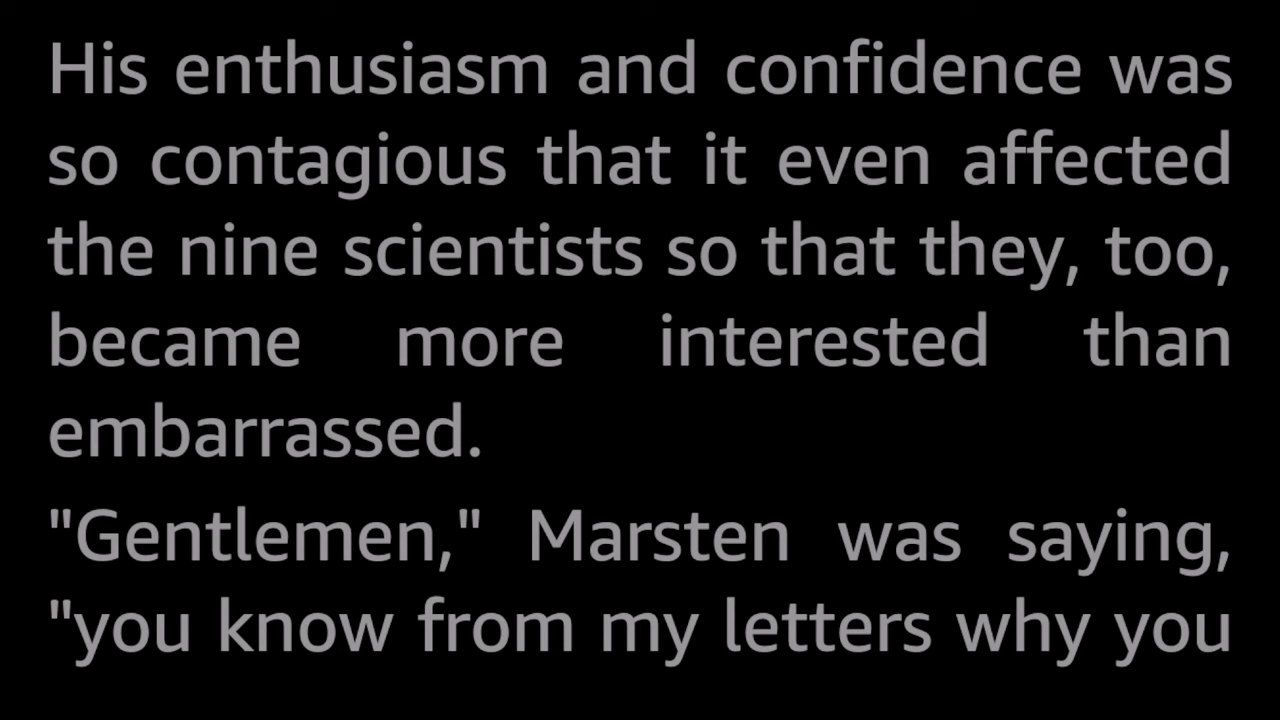 His enthusiasm and confidence was
so contagious that it even affected
the nine scientists so that they, too,
became more interested than
embarrassed.
"Gentlemen," Marsten was saying,
"you know from my letters why you